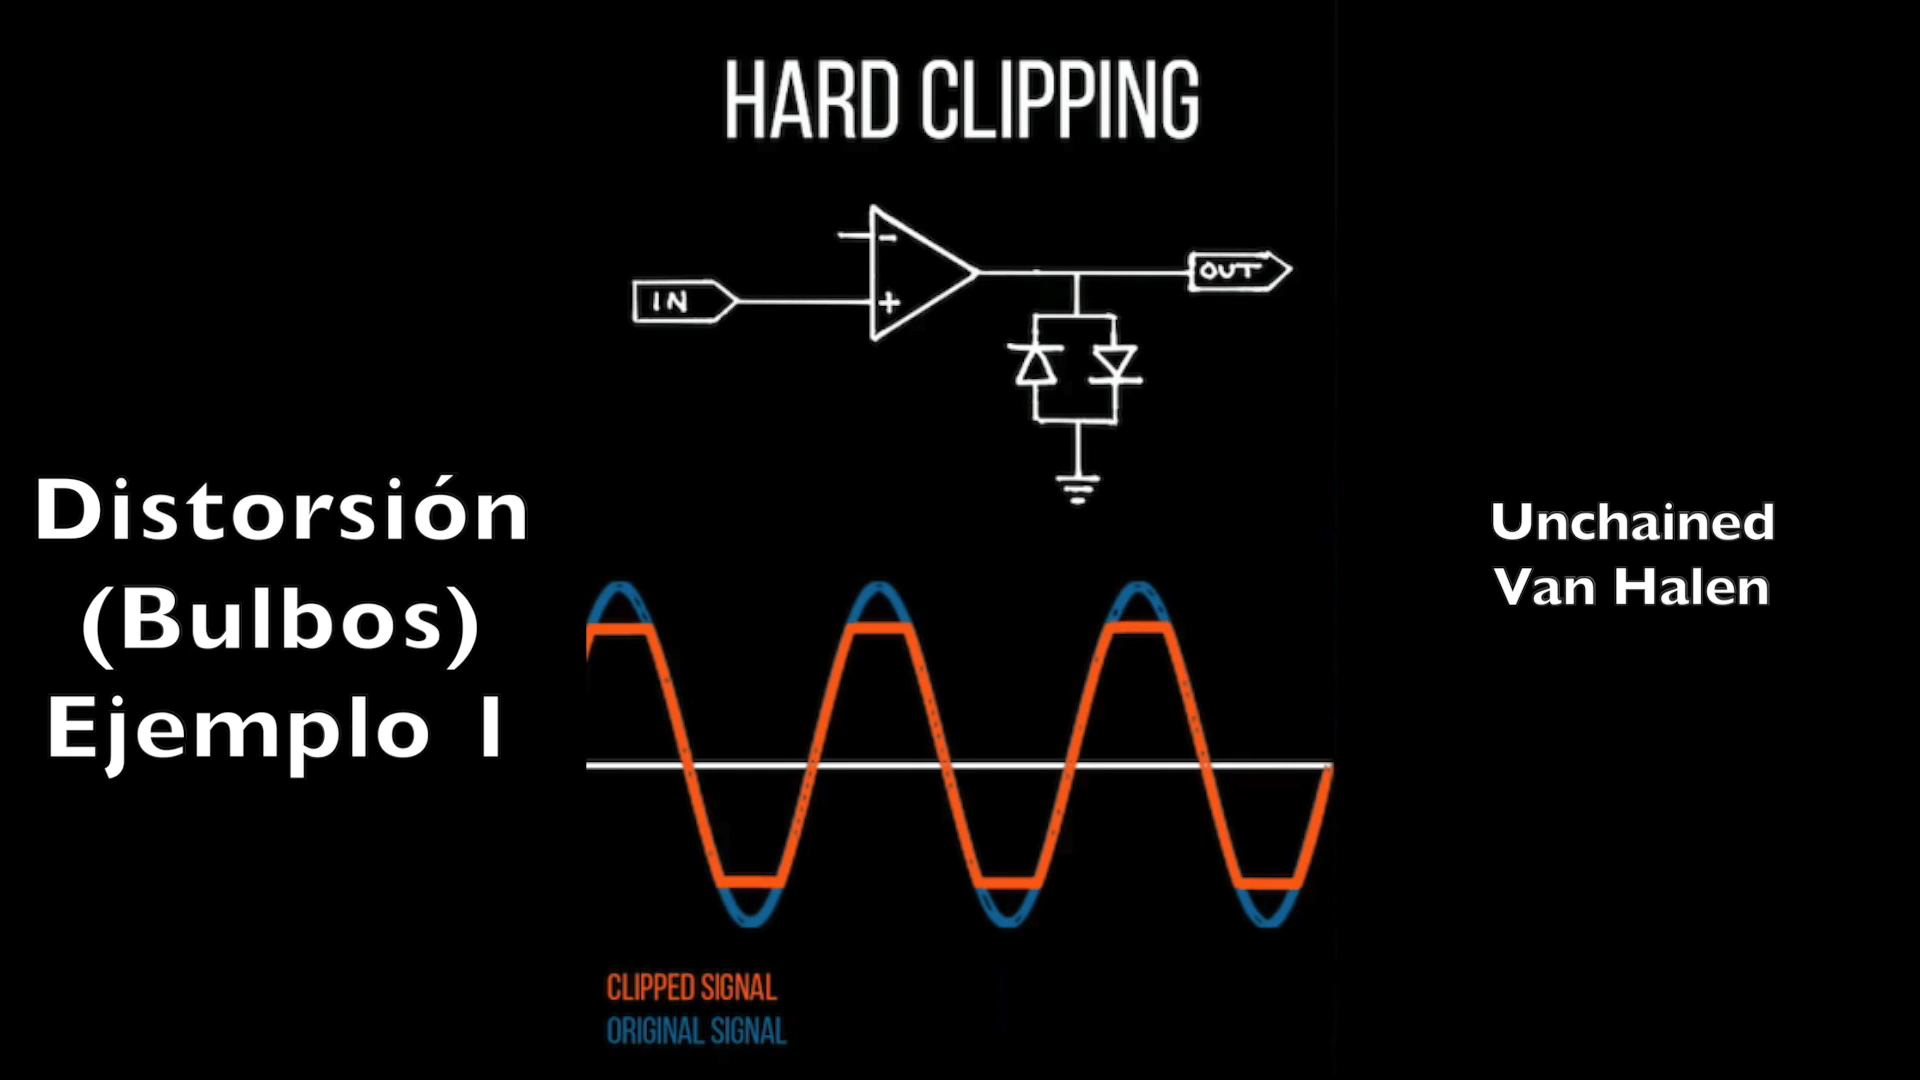 HARD CLIPPING
IN
-
+
OUT
Distorsión
(Bulbos)
Ejemplo 1
Unchained
Van Halen
CLIPPED SIGNAL
ORIGINAL SIGNAL